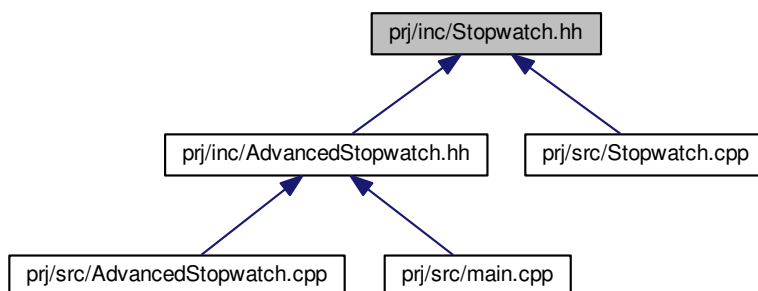 prj/inc/Stopwatch.hh
prj/inc/AdvancedStopwatch.hh
prj/src/Stopwatch.cpp
prj/src/AdvancedStopwatch.cpp
prj/src/main.cpp